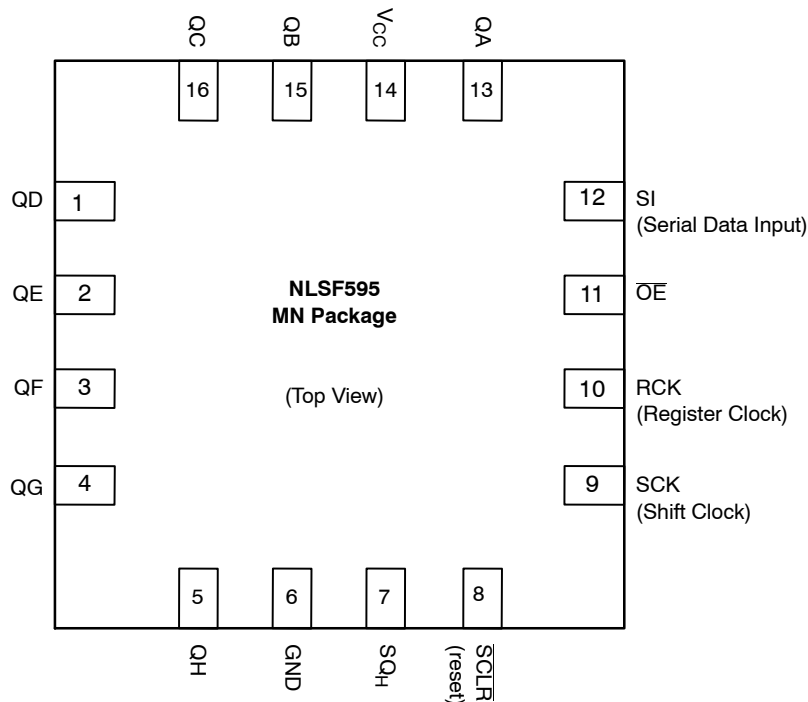 QC
QB
VCC
QA
16
15
14
13
QD
1
12
SI
(Serial Data Input)
QE
2
NLSF595
MN Package
11
OE
QF
3
(Top View)
10
RCK
(Register Clock)
QG
4
9
SCK
(Shift Clock)
5
6
7
8
QH
GND
SQH
SCLR
(reset)